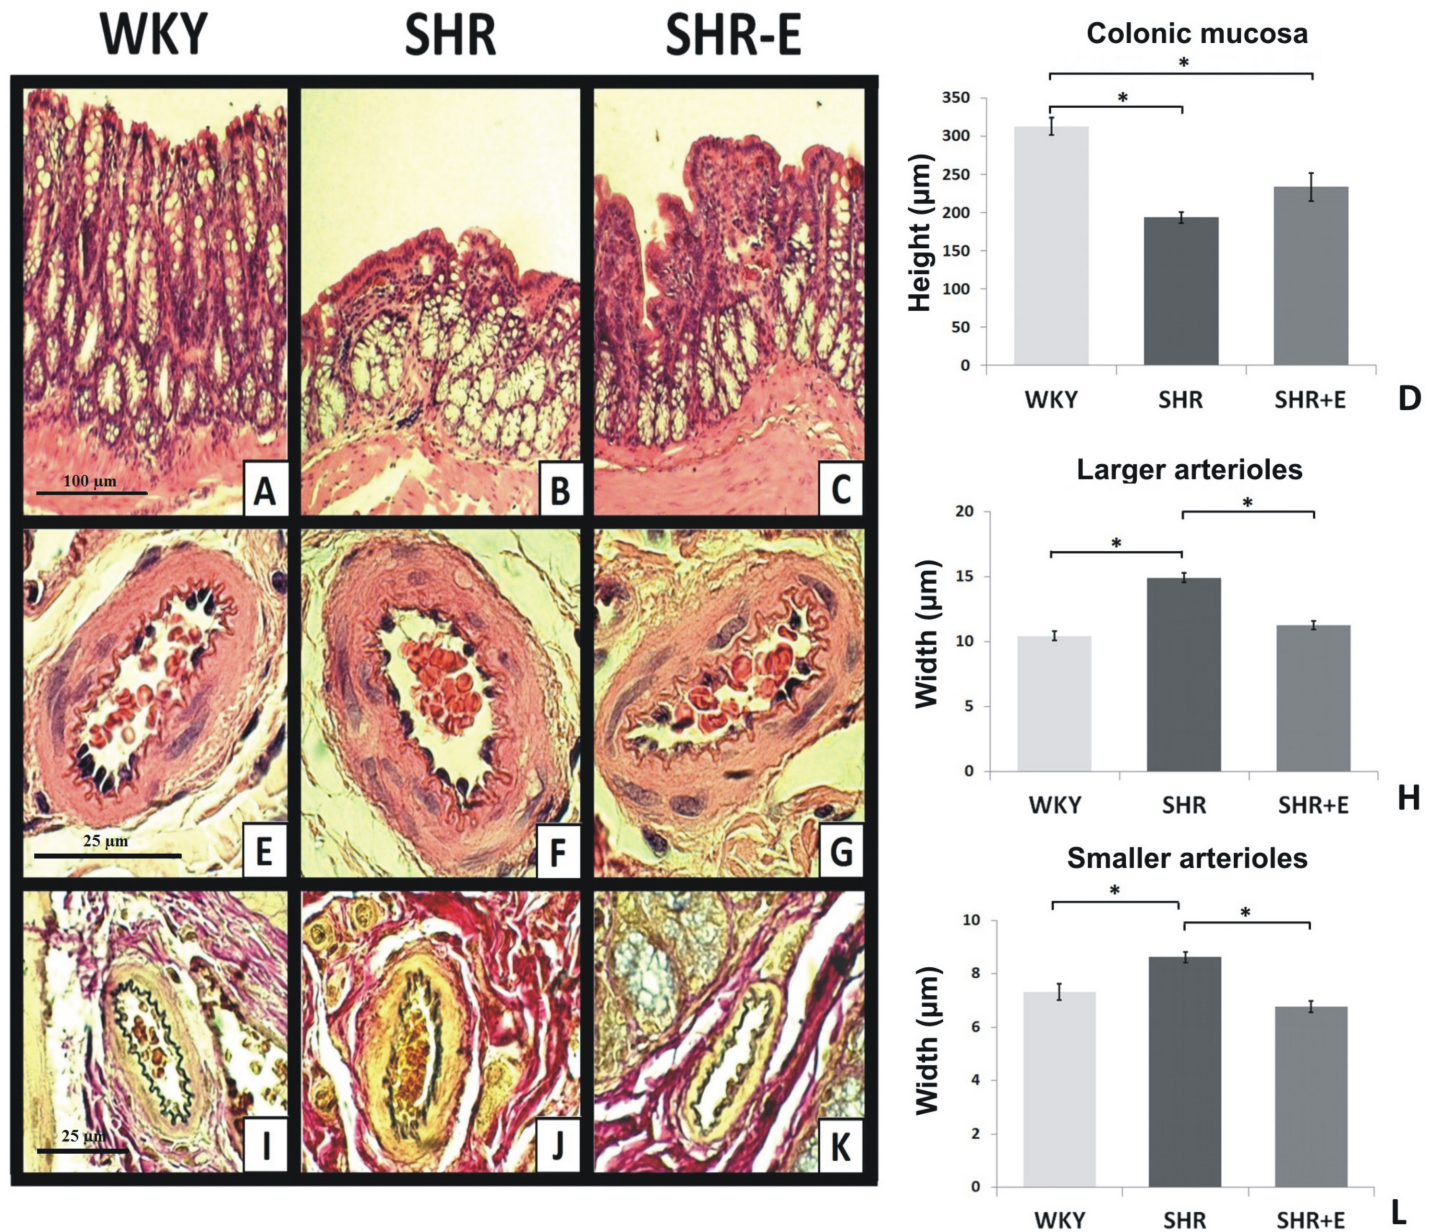 WKY SHR SHR-E
100 µm
A
B
C
25 µm
E
F
G
25 µm
I
J
K
Colonic mucosa
*
*
Height (µm)
350
300
250
200
150
100
50
0
WKY SHR SHR+E
D
Larger arterioles
*
*
Width (µm)
20
15
10
5
0
WKY SHR SHR+E
H
Smaller arterioles
*
*
Width (µm)
10
8
6
4
2
0
WKY SHR SHR+E
L